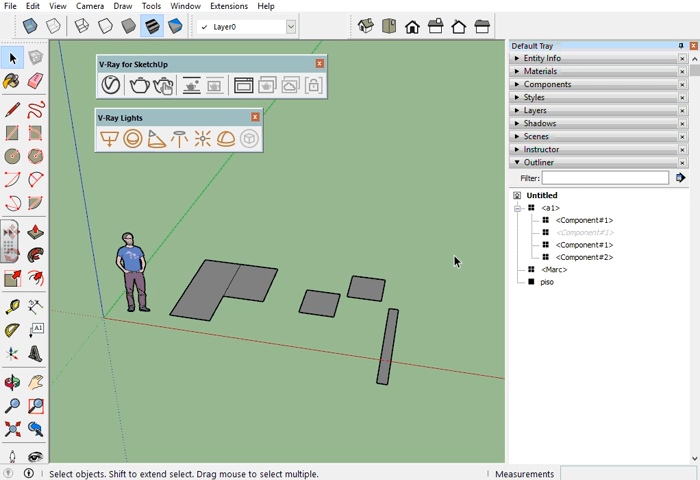 File Edit View Camera Draw Tools Window Extensions Help
✓ Layer0
Default Tray
V-Ray for SketchUp
V-Ray Lights
Entity Info
Materials
Components
Styles
Layers
Shadows
Scenes
Instructor
Outliner
Filter:
Untitled
<a1>
<Component#1>
<Component#1>
<Component#1>
<Component#2>
<Marc>
piso
A1
Select objects. Shift to extend select. Drag mouse to select multiple.
Measurements